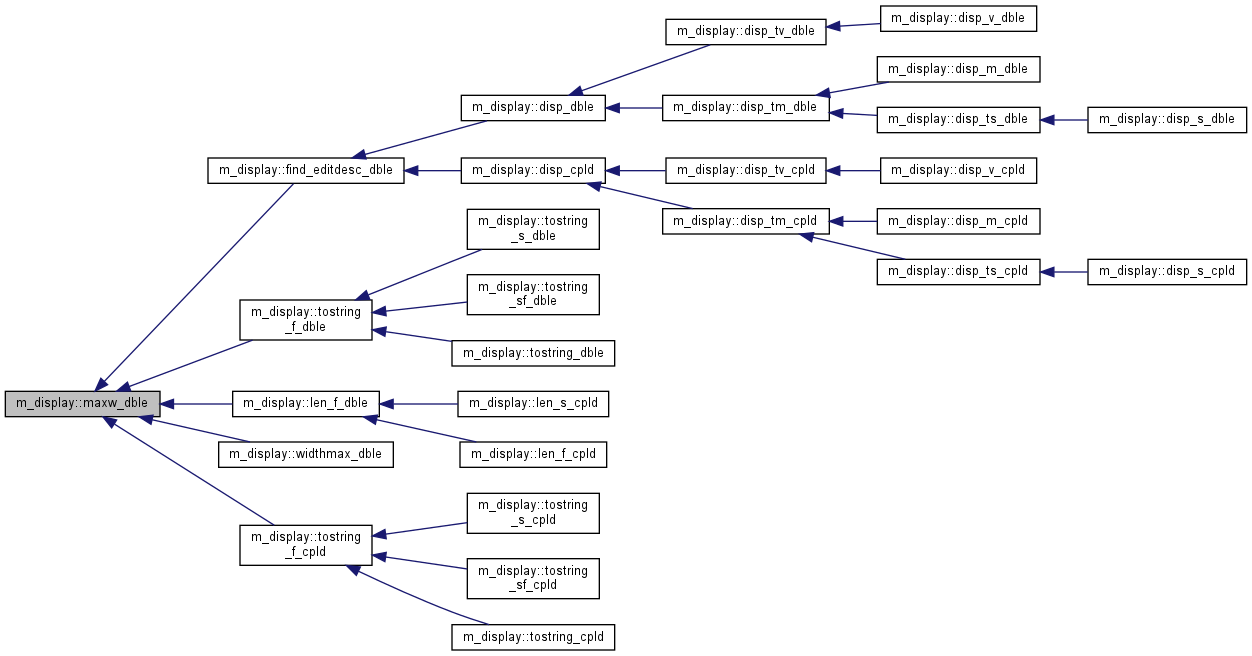 m_display::disp_v_dble
m_display::disp_tv_dble
m_display::disp_m_dble
m_display::disp_dble
m_display::disp_tm_dble
m_display::disp_ts_dble
m_display::disp_s_dble
m_display::find_editdesc_dble
m_display::disp_cpld
m_display::disp_tv_cpld
m_display::disp_v_cpld
m_display::disp_tm_cpld
m_display::disp_m_cpld
m_display::disp_ts_cpld
m_display::disp_s_cpld
m_display::tostring
_s_dble
m_display::tostring
_sf_dble
m_display::tostring
_f_dble
m_display::tostring_dble
m_display::maxw_dble
m_display::len_f_dble
m_display::len_s_cpld
m_display::widthmax_dble
m_display::len_f_cpld
m_display::tostring
_s_cpld
m_display::tostring
_f_cpld
m_display::tostring
_sf_cpld
m_display::tostring_cpld